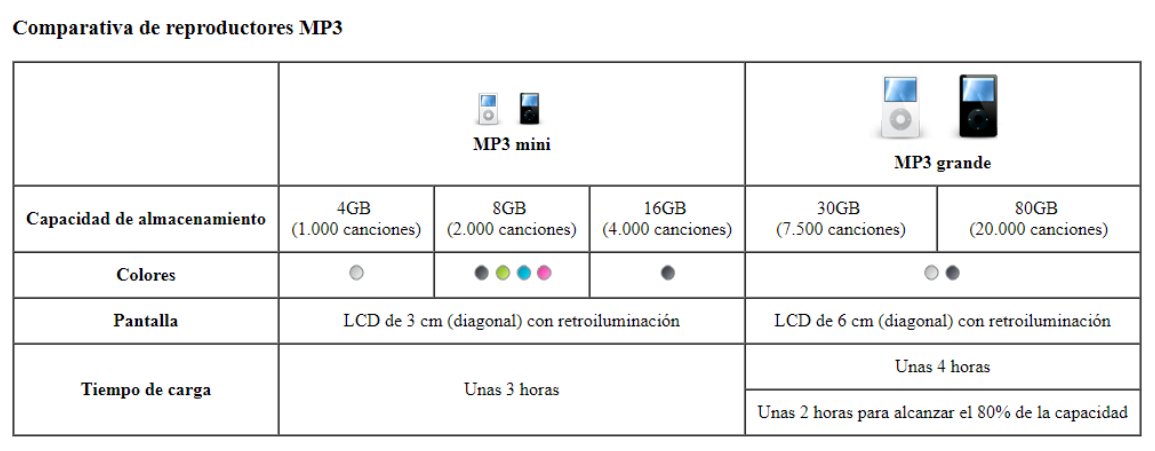 Comparativa de reproductores MP3
MP3 mini
MP3 grande
Capacidad de almacenamiento
4GB
(1.000 canciones)
8GB
(2.000 canciones)
16GB
(4.000 canciones)
30GB
(7.500 canciones)
80GB
(20.000 canciones)
Colores
Pantalla
LCD de 3 cm (diagonal) con retroiluminación
LCD de 6 cm (diagonal) con retroiluminación
Tiempo de carga
Unas 3 horas
Unas 4 horas
Unas 2 horas para alcanzar el 80% de la capacidad